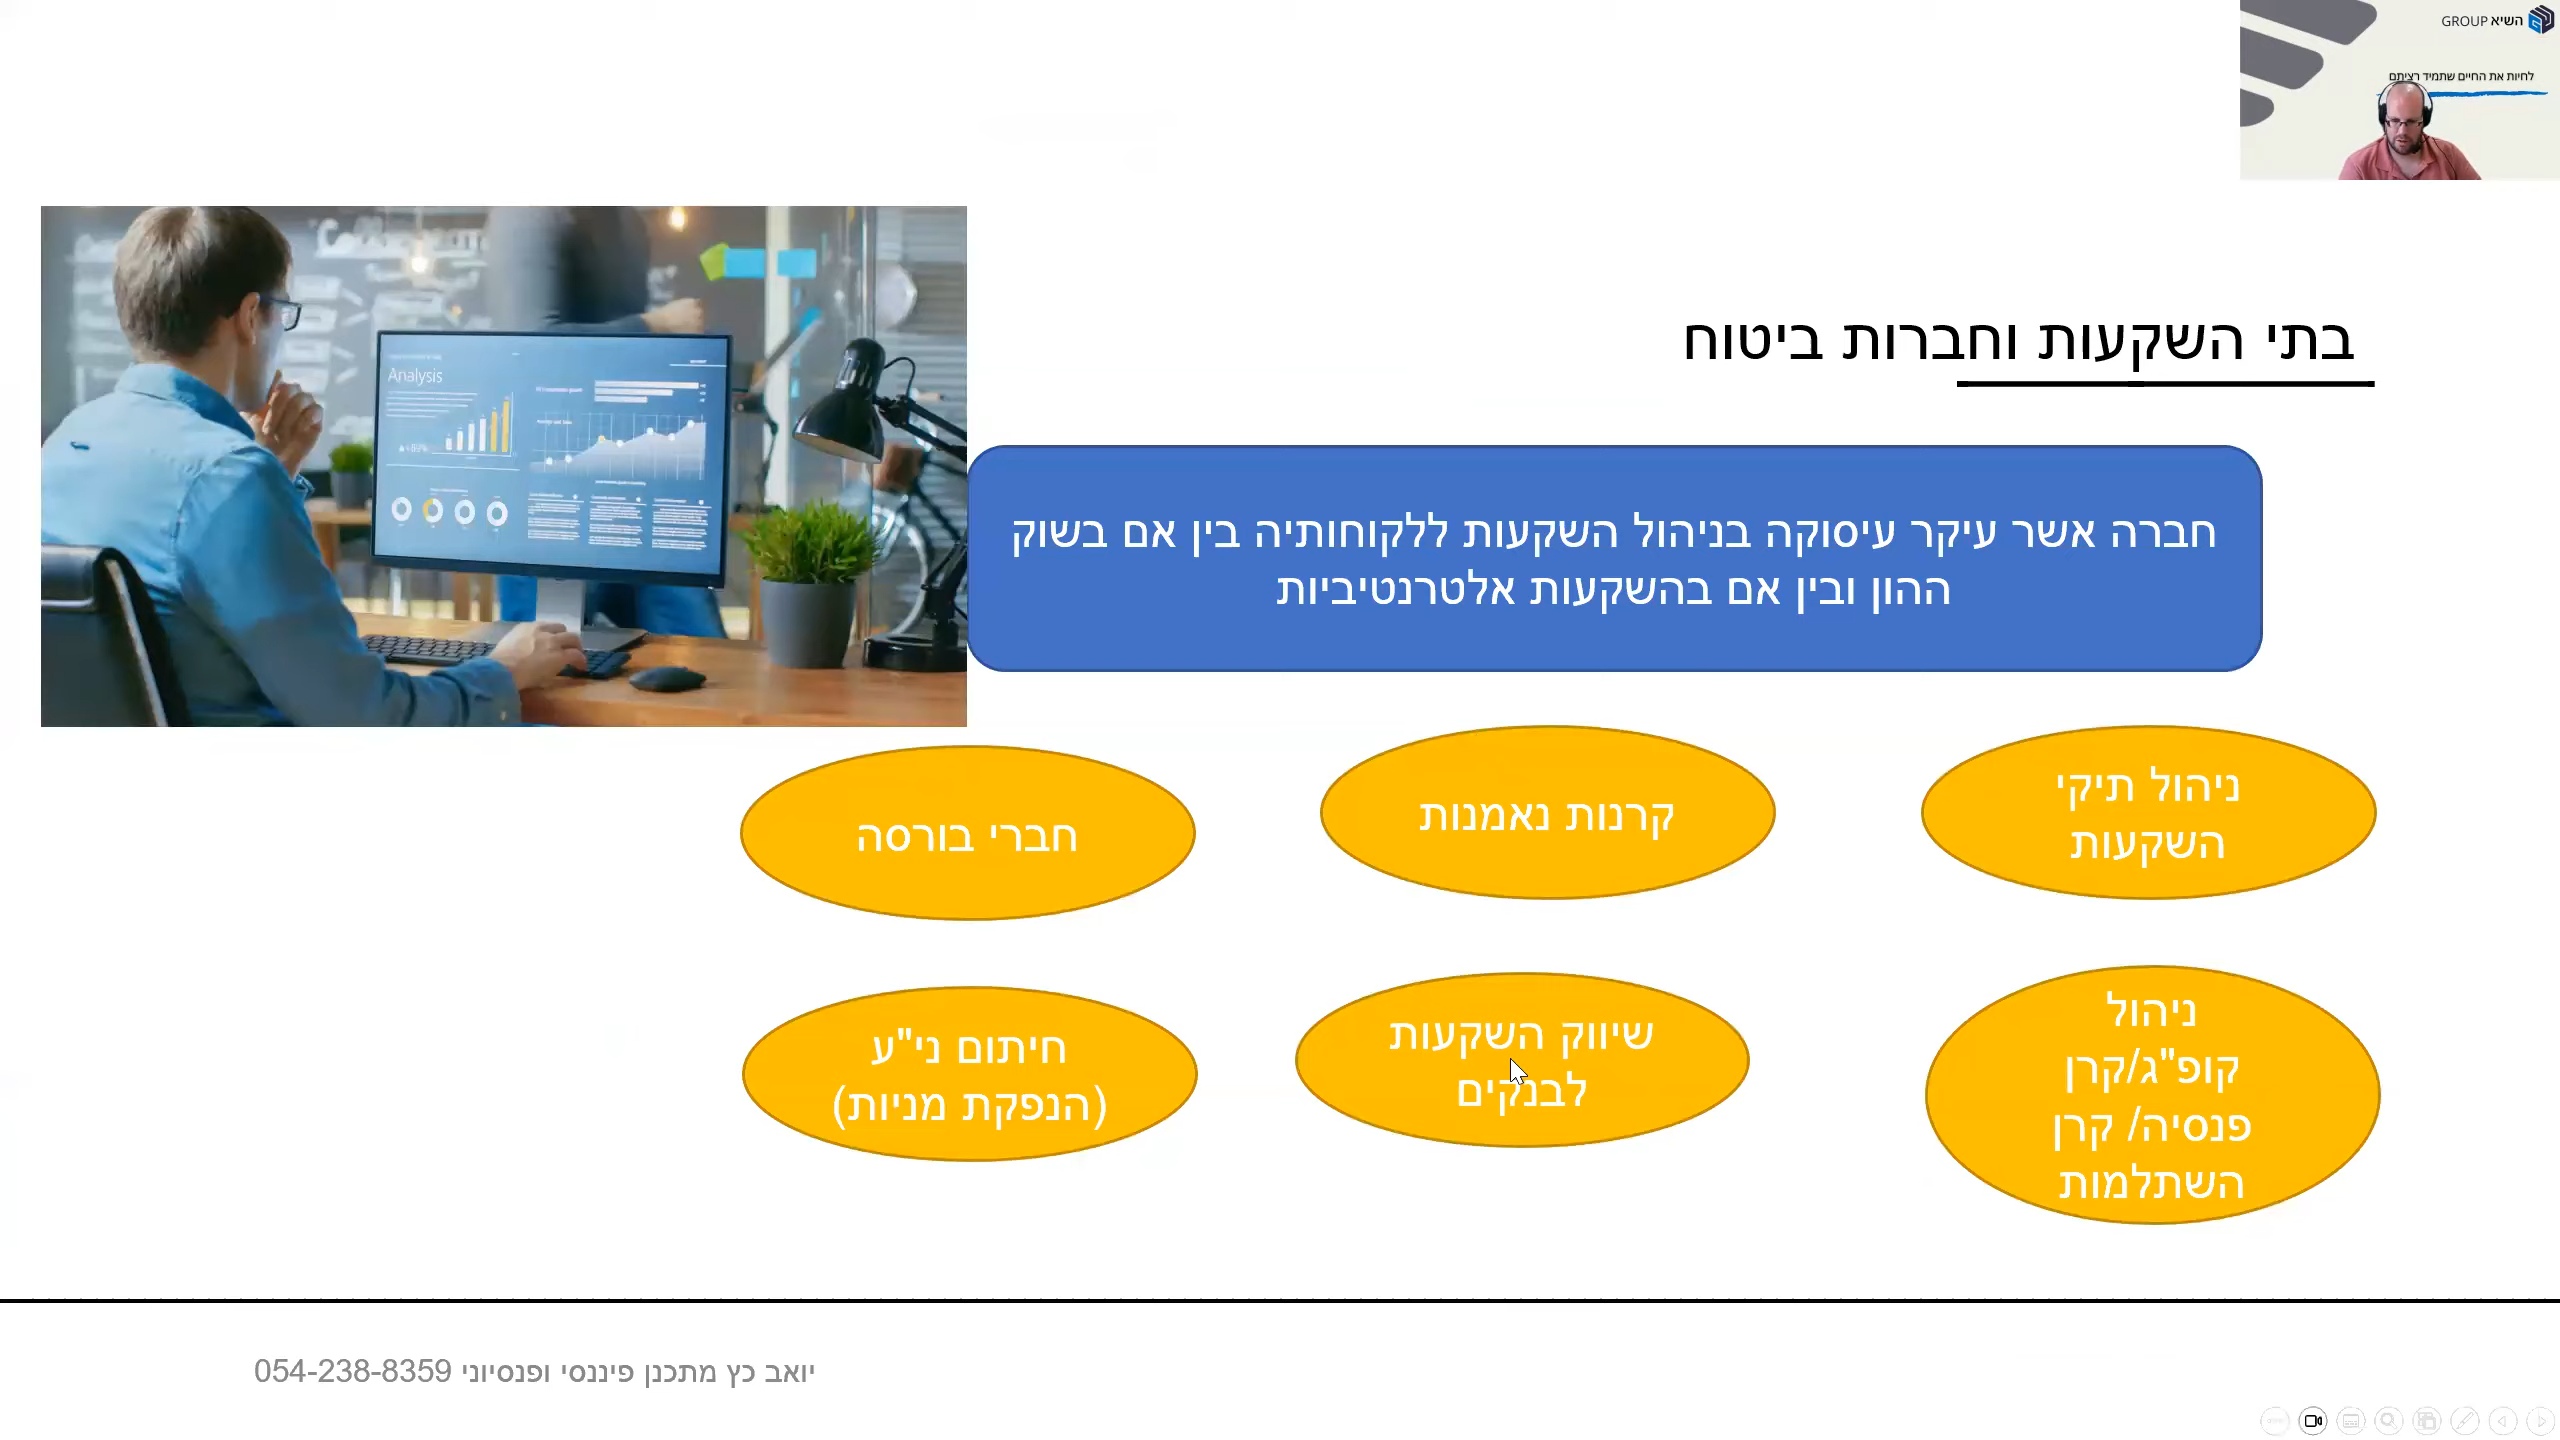 השיא GROUP
לחיות את החיים שתמיד רציתם
בתי השקעות וחברות ביטוח
חברה אשר עיקר עיסוקה בניהול השקעות ללקוחותיה בין אם בשוק
ההון ובין אם בהשקעות אלטרנטיביות
Analysis
ניהול תיקי
השקעות
קרנות נאמנות
חברי בורסה
ניהול
קופ"ג/קרן
פנסיה/ קרן
השתלמות
שיווק השקעות
לבנקים
חיתום ני"ע
(הנפקת מניות)
יואב כץ מתכנן פיננסי ופנסיוני 054-238-8359